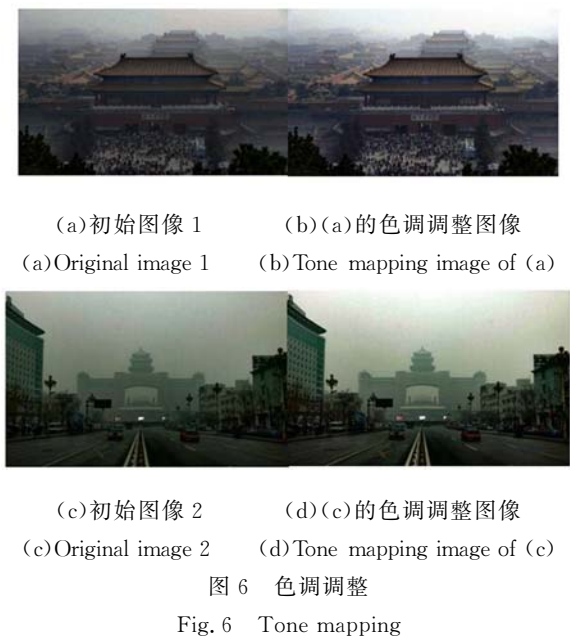 (a)初始图像 1
(b)(a)的色调调整图像
(a)Original image 1
(b)Tone mapping image of (a)
(c)初始图像 2
(d)(c)的色调调整图像
(c)Original image 2
(d)Tone mapping image of (c)
图 6 色调调整
Fig. 6 Tone mapping